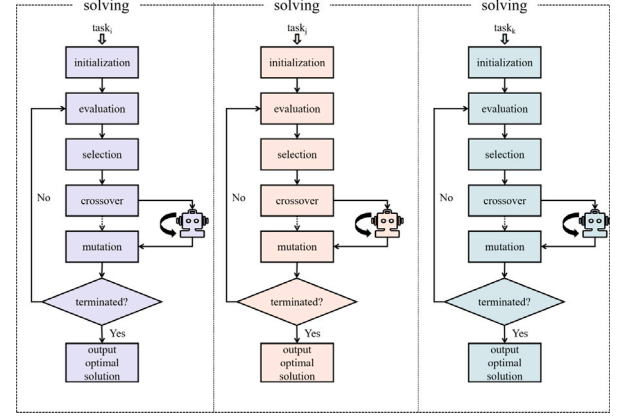 solving
task_i
initialization
evaluation
selection
No
crossover
mutation
terminated?
Yes
output
optimal
solution
solving
task_j
initialization
evaluation
selection
No
crossover
mutation
terminated?
Yes
output
optimal
solution
solving
task_k
initialization
evaluation
selection
No
crossover
mutation
terminated?
Yes
output
optimal
solution